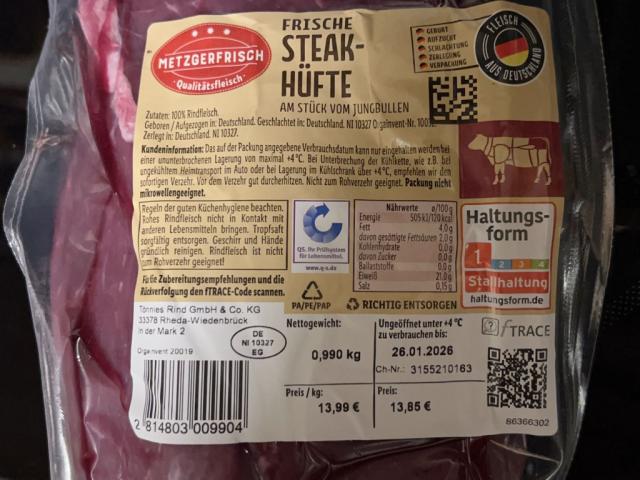 METZGERFRISCH
Qualitätsfleisch
FRISCHE
STEAK-
HÜFTE
AM STÜCK VOM JUNGBULLEN
GEBURT
AUFZUCHT
SCHLACHTUNG
ZERLEGUNG
VERPACKUNG
FLEISCH
AUS DEUTSCHLAND
Zutaten: 100% Rindfleisch.
Geboren / Aufgezogen in: Deutschland. Geschlachtet in: Deutschland. NI 10327
Zerlegt in: Deutschland. NI 10327.
Kundeninformation: Das auf der Packung angegebene Verbrauchsdatum kann nur eingehalten werden bei
einer ununterbrochenen Lagerung von maximal +4°C. Bei Unterbrechung der Kühlkette, wie z.B. bei
ungekühltem Heimtransport im Auto oder bei Lagerung im Kühlschrank über +4°C, empfehlen wir den
sofortigen Verzehr. Vor dem Verzehr gut durcherhitzen. Nicht zum Rohverzehr geeignet. Packung nicht
mikrowellengeeignet.
Regeln der guten Küchenhygiene beachten.
Rohes Rindfleisch nicht in Kontakt mit
anderen Lebensmitteln bringen. Tropfsaft
sorgfältig entsorgen. Geschirr und Hände
gründlich reinigen. Rindfleisch ist nicht
zum Rohverzehr geeignet!
Für die Zubereitungsempfehlungen und die
Rückverfolgung den fTRACE-Code scannen.
QS. Ihr Prüfsystem
für Lebensmittel.
www.q-s.de
Nährwerte ø/100g
Energie 505kJ/120kcal
Fett 4,0g
davon gesättigte Fettsäuren 2,0g
Kohlenhydrate 0,0g
davon Zucker 0,0g
Ballaststoffe 0,0g
Eiweiß 21,0g
Salz 0,15g
PA/PE/PAP
RICHTIG ENTSORGEN
Haltungs-
form
1 2 3 4
Stallhaltung
haltungsform.de
Tönnies Rind GmbH & Co. KG
33378 Rheda-Wiedenbrück
In der Mark 2
Organvent 20019
DE
NI 10327
EG
2 814803 009904
Nettogewicht:
0,990 kg
Ungeöffnet unter +4 °C
zu verbrauchen bis:
26.01.2026
Ch-Nr.: 3155210163
Preis / kg:
13,99 €
Preis:
13,85 €
fTRACE
86366302